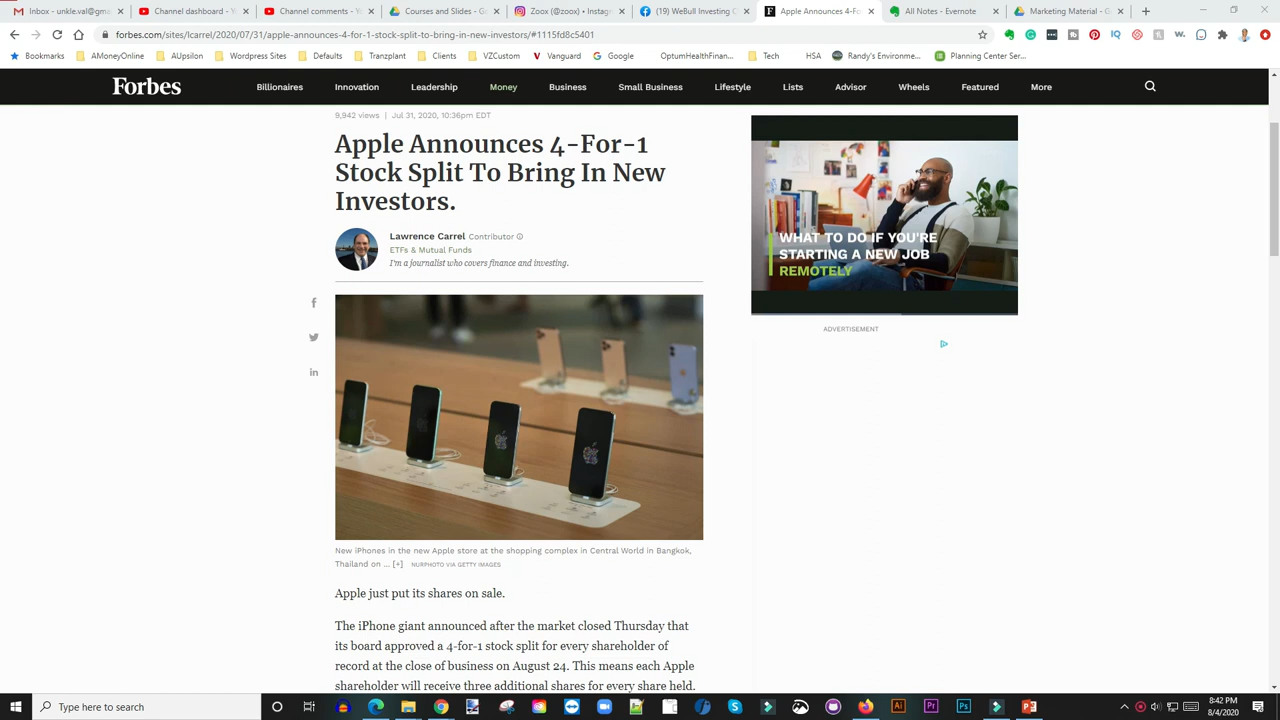 Inbox - unkle.val@gma
Channel dashboard - Y
Channel comments - Y
Courses and Slides - G
Zoox (@zoox) • Instag
(19) WeBull Investing C
Apple Announces 4-Fo
All Notes - Evernote
Marketing Material - G
forbes.com/sites/lcarrel/2020/07/31/apple-announces-4-for-1-stock-split-to-bring-in-new-investors/#1115fd8c5401
Bookmarks
AMoneyOnline
AUpsilon
Wordpress Sites
Defaults
Tranzplant
Clients
VZCustom
Vanguard
Google
OptumHealthFinan...
Tech
HSA
Randy's Environme...
Planning Center Ser...
Forbes
Billionaires
Innovation
Leadership
Money
Business
Small Business
Lifestyle
Lists
Advisor
Wheels
Featured
More
9,942 views | Jul 31, 2020, 10:36pm EDT
Apple Announces 4-For-1
Stock Split To Bring In New
Investors.
Lawrence Carrel Contributor
ETFs & Mutual Funds
I'm a journalist who covers finance and investing.
WHAT TO DO IF YOU'RE
STARTING A NEW JOB
REMOTELY
ADVERTISEMENT
New iPhones in the new Apple store at the shopping complex in Central World in Bangkok,
Thailand on ... [+] NURPHOTO VIA GETTY IMAGES
Apple just put its shares on sale.
The iPhone giant announced after the market closed Thursday that
its board approved a 4-for-1 stock split for every shareholder of
record at the close of business on August 24. This means each Apple
shareholder will receive three additional shares for every share held.
Type here to search
8:42 PM
8/4/2020